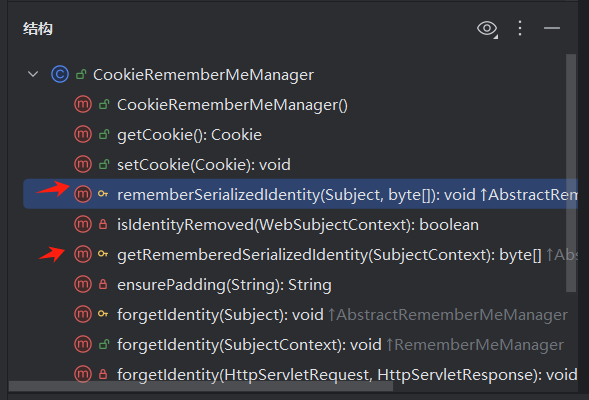 结构
CookieRememberMeManager
CookieRememberMeManager()
getCookie(): Cookie
setCookie(Cookie): void
rememberSerializedIdentity(Subject, byte[]): void ↑AbstractRem
isIdentityRemoved(WebSubjectContext): boolean
getRememberedSerializedIdentity(SubjectContext): byte[] ↑Abs
ensurePadding(String): String
forgetIdentity(Subject): void ↑AbstractRememberMeManager
forgetIdentity(SubjectContext): void ↑RememberMeManager
forgetIdentity(HttpServletRequest, HttpServletResponse): void